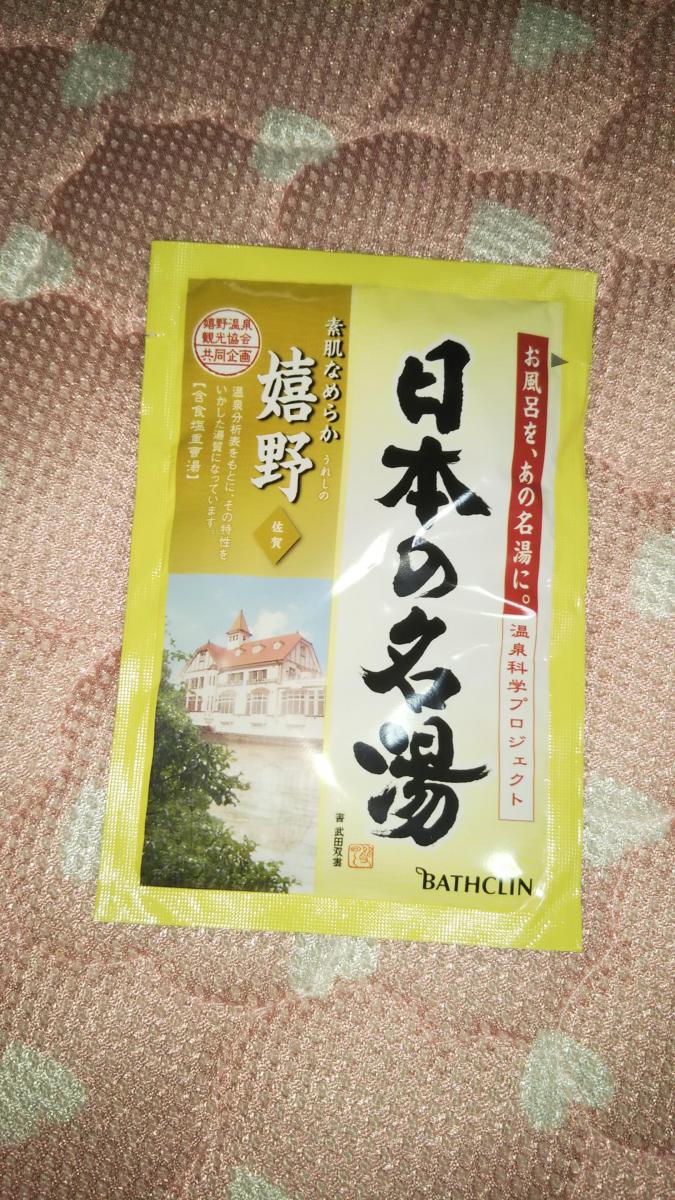 お風呂を、あの名湯に。
温泉科学プロジェクト
日本の名湯
書 武田双雲
BATHCLIN
素肌なめらか
うれしの
嬉野
佐賀
嬉野温泉
観光協会
共同企画
温泉分析表をもとに、その特性を
いかした湯質になっています。
【含食塩重曹湯】